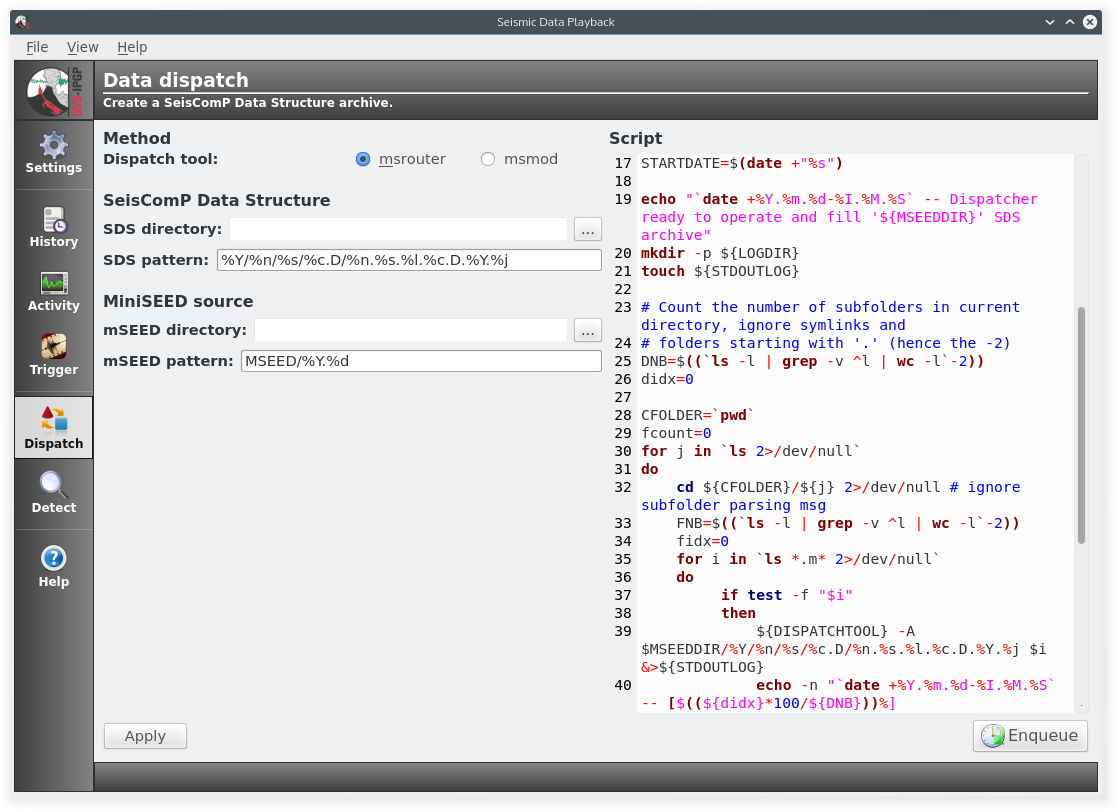 Seismic Data Playback
File View Help
OVS-IPGP
Data dispatch
Create a SeisComP Data Structure archive.
Settings
History
Activity
Trigger
Dispatch
Detect
Help
Method
Dispatch tool: msrouter msmod
SeisComP Data Structure
SDS directory: ...
SDS pattern: %Y/%n/%s/%c.D/%n.%s.%l.%c.D.%Y.%j
MiniSEED source
mSEED directory: ...
mSEED pattern: MSEED/%Y.%d
Apply
Script
17 STARTDATE=$(date +"%s")
18
19 echo "`date +%Y.%m.%d-%I.%M.%S` -- Dispatcher
ready to operate and fill '${MSEEDDIR}' SDS
archive"
20 mkdir -p ${LOGDIR}
21 touch ${STDOUTLOG}
22
23 # Count the number of subfolders in current
directory, ignore symlinks and
24 # folders starting with '.' (hence the -2)
25 DNB=$((`ls -l | grep -v ^l | wc -l`-2))
26 didx=0
27
28 CFOLDER=`pwd`
29 fcount=0
30 for j in `ls 2>/dev/null`
31 do
32 cd ${CFOLDER}/${j} 2>/dev/null # ignore
subfolder parsing msg
33 FNB=$((`ls -l | grep -v ^l | wc -l`-2))
34 fidx=0
35 for i in `ls *.m* 2>/dev/null`
36 do
37 if test -f "$i"
38 then
39 ${DISPATCHTOOL} -A
$MSEEDDIR/%Y/%n/%s/%c.D/%n.%s.%l.%c.D.%Y.%j $i
&>${STDOUTLOG}
40 echo -n "`date +%Y.%m.%d-%I.%M.%S`
-- [$((${didx}*100/${DNB}))%]
Enqueue